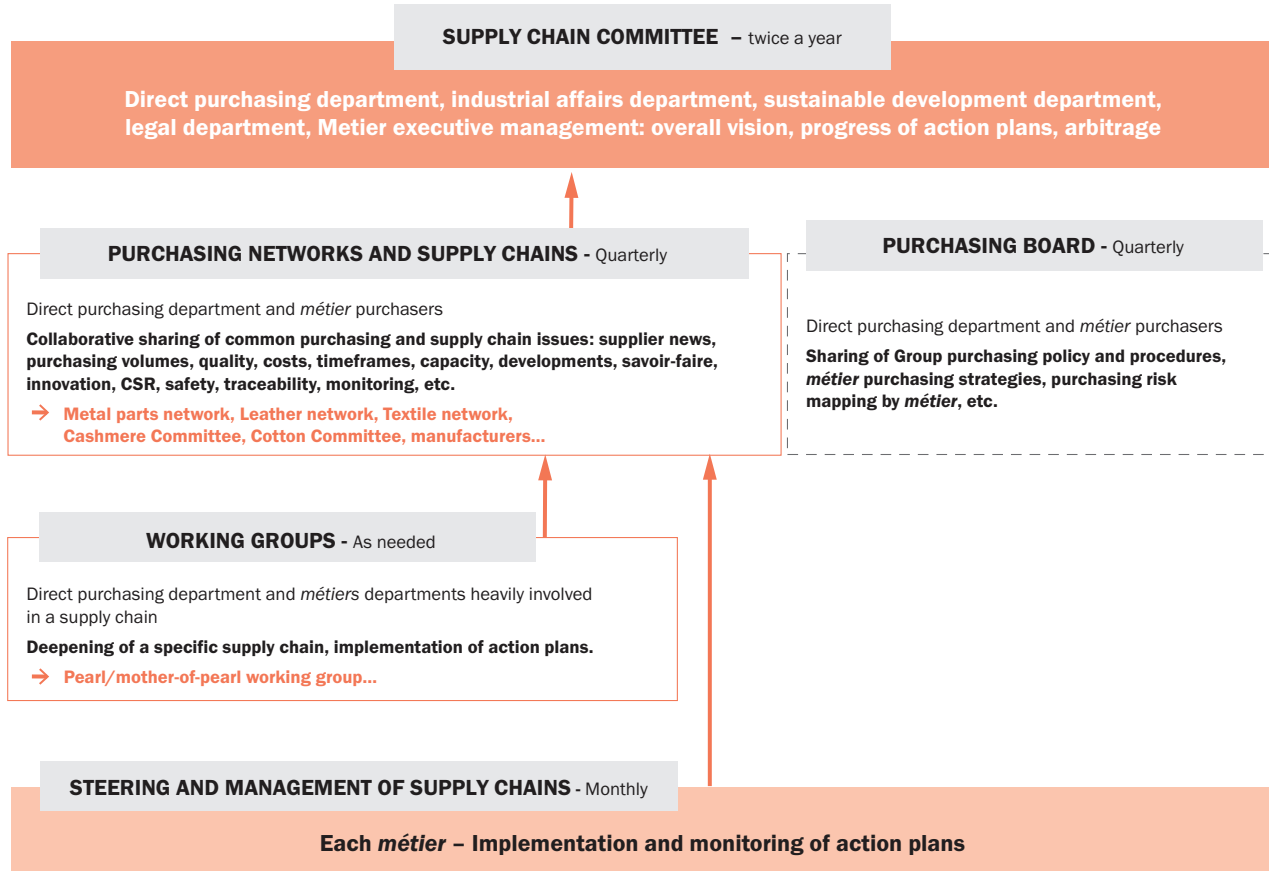 SUPPLY CHAIN COMMITTEE – twice a year
Direct purchasing department, industrial affairs department, sustainable development department,
legal department, Metier executive management: overall vision, progress of action plans, arbitrage
PURCHASING NETWORKS AND SUPPLY CHAINS - Quarterly
Direct purchasing department and métier purchasers
Collaborative sharing of common purchasing and supply chain issues: supplier news,
purchasing volumes, quality, costs, timeframes, capacity, developments, savoir-faire,
innovation, CSR, safety, traceability, monitoring, etc.
→ Metal parts network, Leather network, Textile network,
Cashmere Committee, Cotton Committee, manufacturers...
PURCHASING BOARD - Quarterly
Direct purchasing department and métier purchasers
Sharing of Group purchasing policy and procedures,
métier purchasing strategies, purchasing risk
mapping by métier, etc.
WORKING GROUPS - As needed
Direct purchasing department and métiers departments heavily involved
in a supply chain
Deepening of a specific supply chain, implementation of action plans.
→ Pearl/mother-of-pearl working group...
STEERING AND MANAGEMENT OF SUPPLY CHAINS - Monthly
Each métier – Implementation and monitoring of action plans